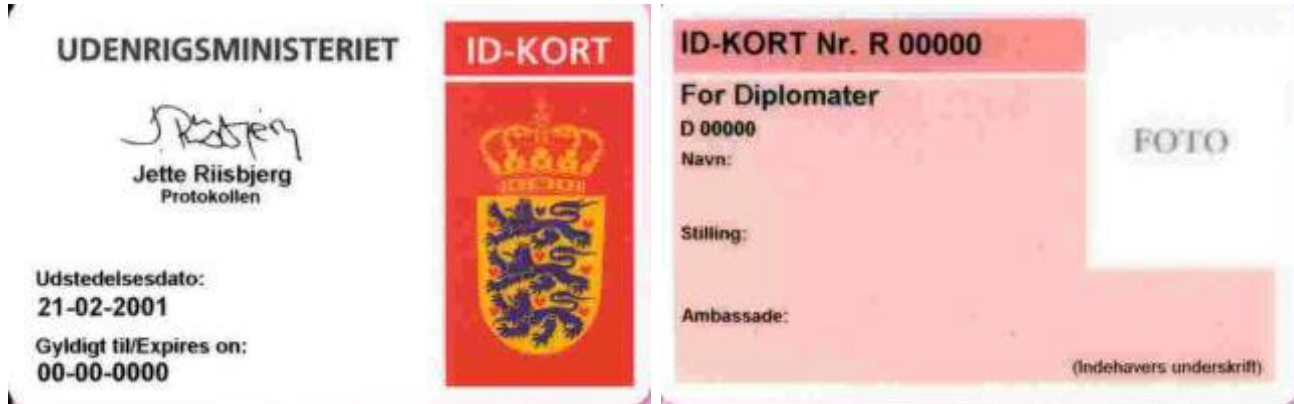 UDENRIGSMINISTERIET
Jette Riisbjerg
Protokollen
Udstedelsesdato:
21-02-2001
Gyldigt til/Expires on:
00-00-0000
ID-KORT
ID-KORT Nr. R 00000
For Diplomater
D 00000
Navn:
Stilling:
Ambassade:
FOTO
(Indehavers underskrift)